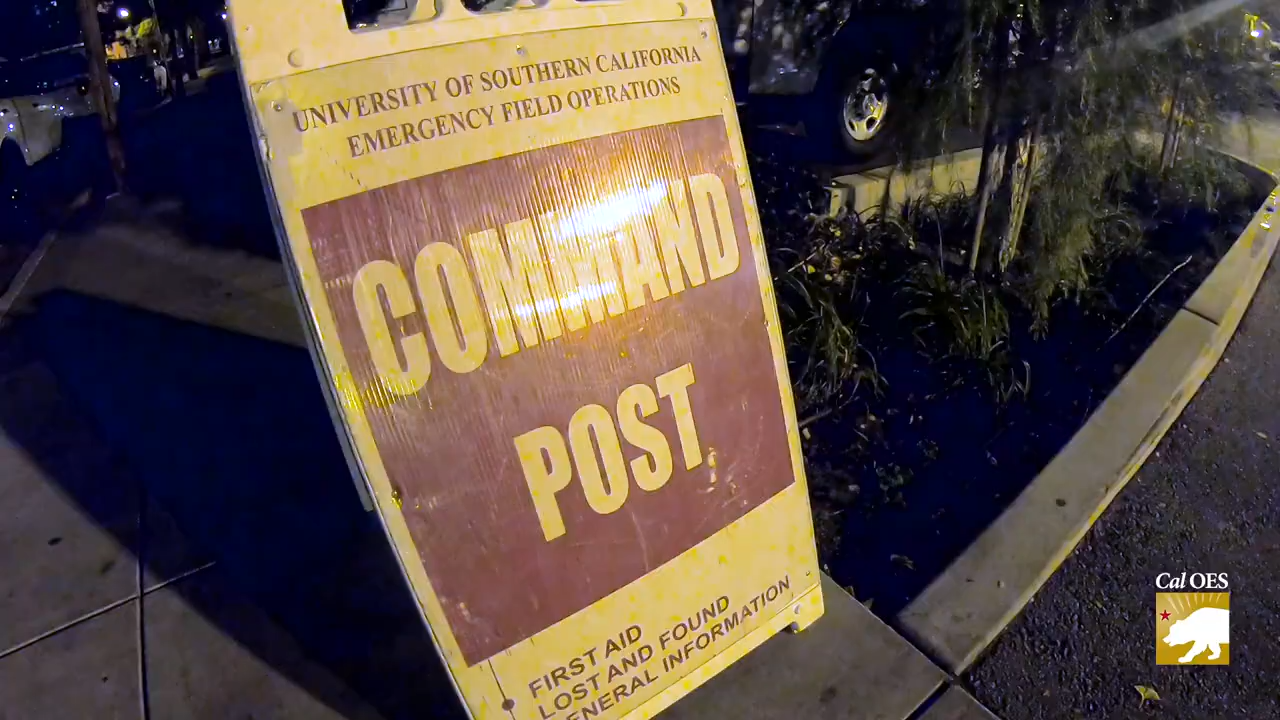 UNIVERSITY OF SOUTHERN CALIFORNIA
EMERGENCY FIELD OPERATIONS
COMMAND
POST
FIRST AID
LOST AND FOUND
GENERAL INFORMATION
Cal OES